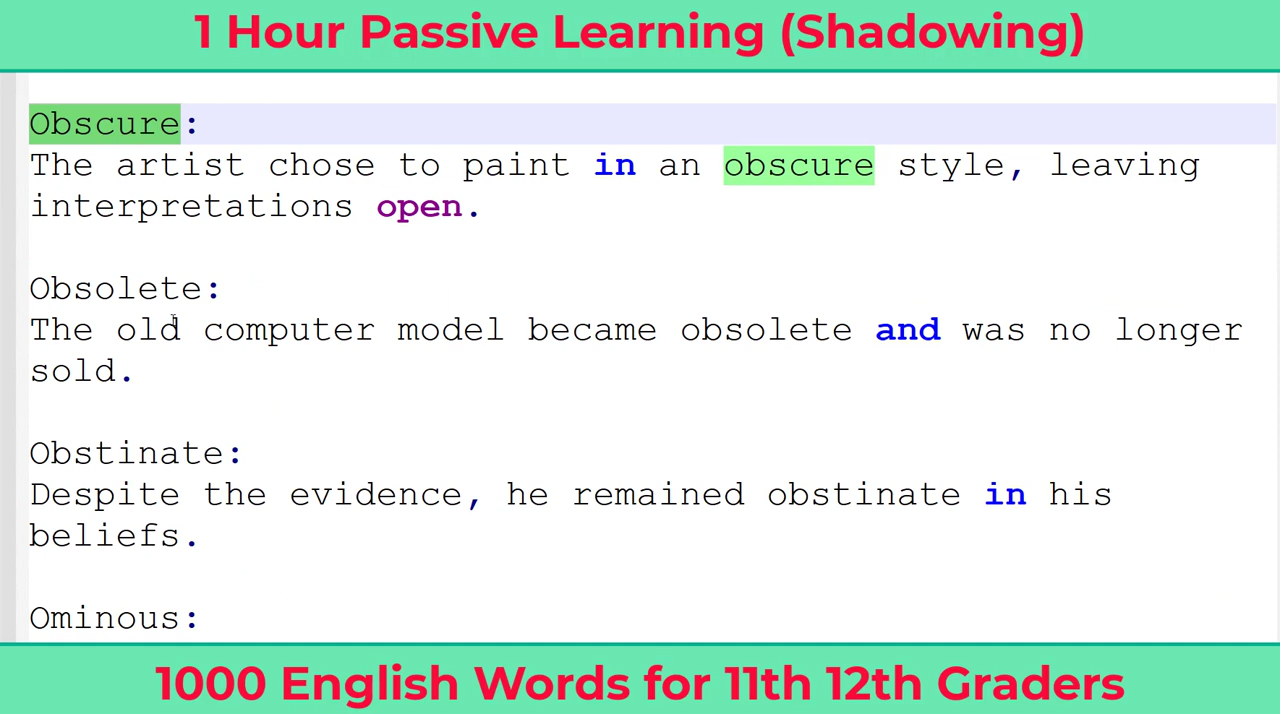 1 Hour Passive Learning (Shadowing)
Obscure:
The artist chose to paint in an obscure style, leaving
interpretations open.
Obsolete:
The old computer model became obsolete and was no longer
sold.
Obstinate:
Despite the evidence, he remained obstinate in his
beliefs.
Ominous:
1000 English Words for 11th 12th Graders